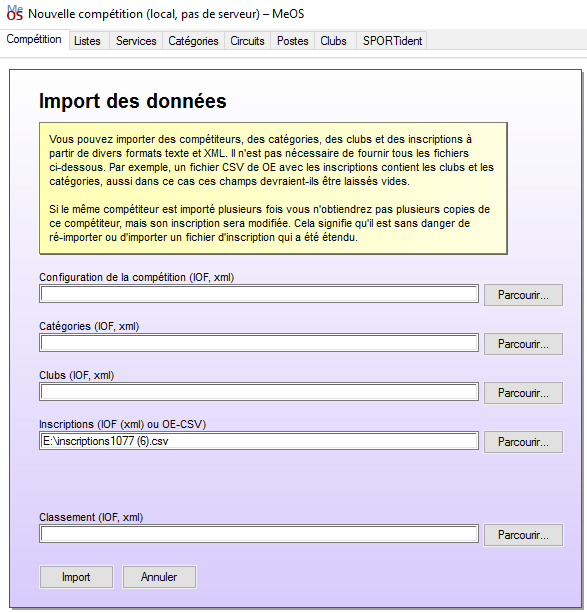 MeOS
Nouvelle compétition (local, pas de serveur) – MeOS
Compétition Listes Services Catégories Circuits Postes Clubs SPORTident
Import des données
Vous pouvez importer des compétiteurs, des catégories, des clubs et des inscriptions à
partir de divers formats texte et XML. Il n'est pas nécessaire de fournir tous les fichiers
ci-dessous. Par exemple, un fichier CSV de OE avec les inscriptions contient les clubs et les
catégories, aussi dans ce cas ces champs devraient-ils être laissés vides.
Si le même compétiteur est importé plusieurs fois vous n'obtiendrez pas plusieurs copies de
ce compétiteur, mais son inscription sera modifiée. Cela signifie qu'il est sans danger de
ré-importer ou d'importer un fichier d'inscription qui a été étendu.
Configuration de la compétition (IOF, xml)
Parcourir...
Catégories (IOF, xml)
Parcourir...
Clubs (IOF, xml)
Parcourir...
Inscriptions (IOF (xml) ou OE-CSV)
E:\inscriptions1077 (6).csv Parcourir...
Classement (IOF, xml)
Parcourir...
Import Annuler